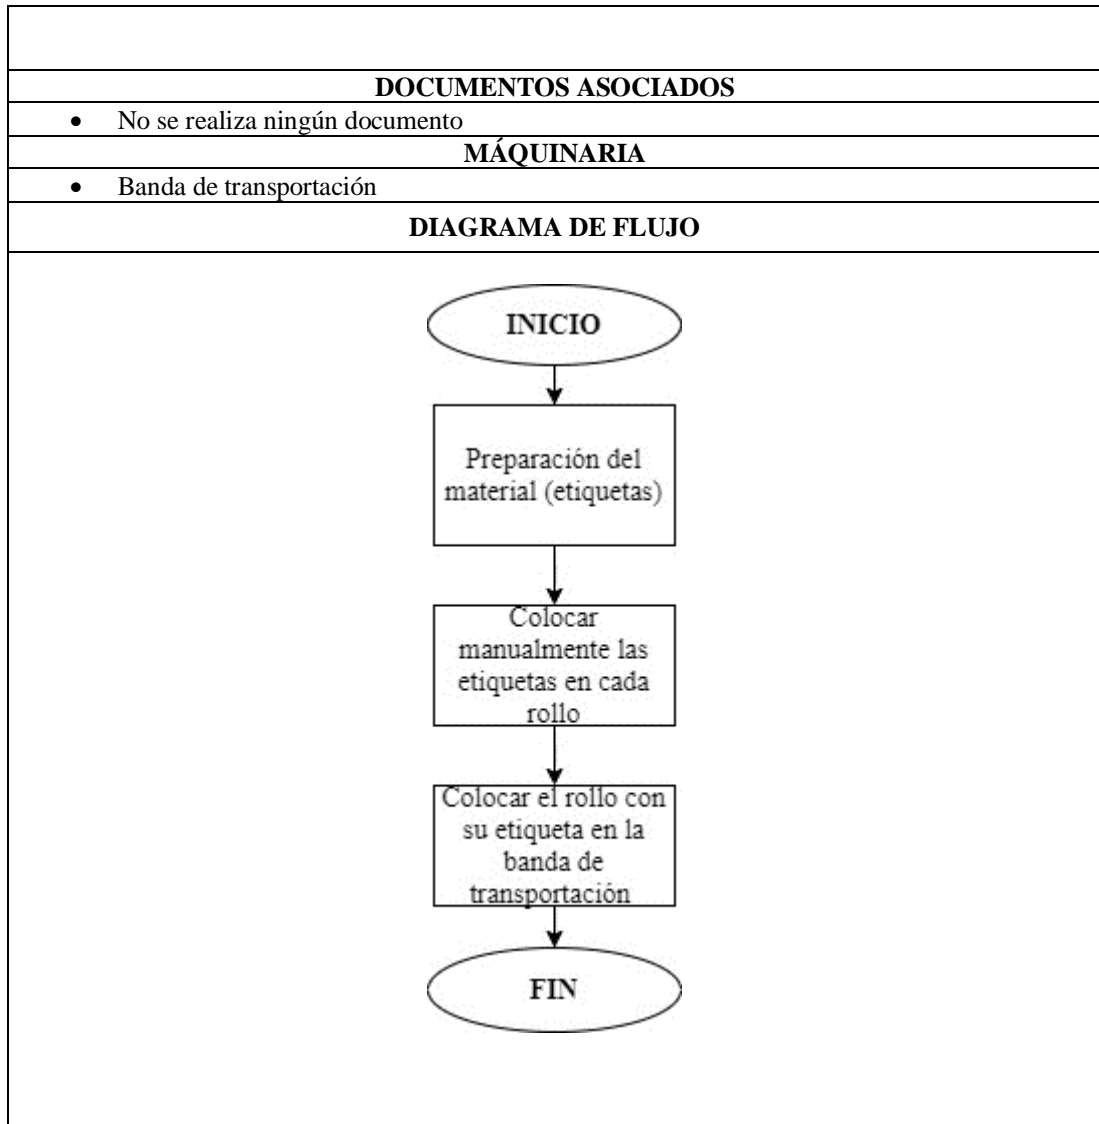 DOCUMENTOS ASOCIADOS
• No se realiza ningún documento
MÁQUINARIA
• Banda de transportación
DIAGRAMA DE FLUJO
INICIO
Preparación del
material (etiquetas)
Colocar
manualmente las
etiquetas en cada
rollo
Colocar el rollo con
su etiqueta en la
banda de
transportación
FIN